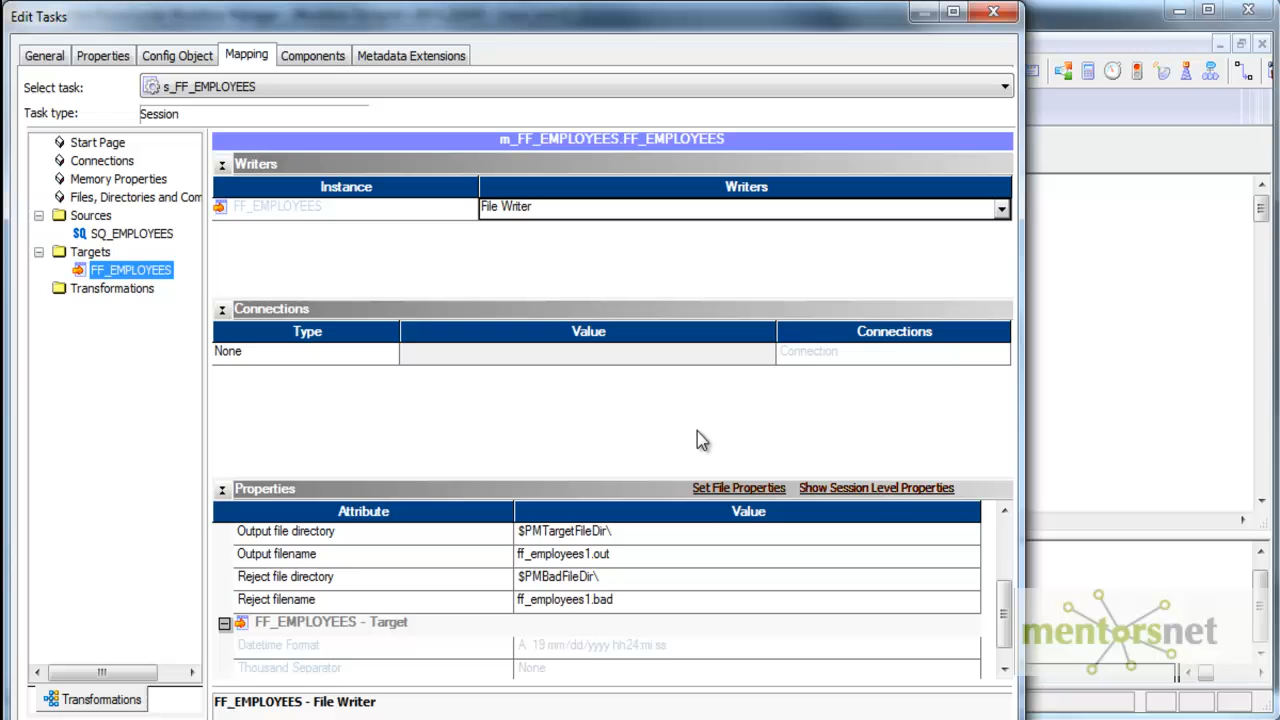 Edit Tasks
General Properties Config Object Mapping Components Metadata Extensions
Select task: s_FF_EMPLOYEES
Task type: Session
Start Page
Connections
Memory Properties
Files, Directories and Com
Sources
SQ_EMPLOYEES
Targets
FF_EMPLOYEES
Transformations
Transformations
m_FF_EMPLOYEES.FF_EMPLOYEES
Writers
Instance Writers
FF_EMPLOYEES File Writer
Connections
Type Value Connections
None Connection
Properties Set File Properties Show Session Level Properties
Attribute Value
Output file directory $PMTargetFileDir\
Output filename ff_employees1.out
Reject file directory $PMBadFileDir\
Reject filename ff_employees1.bad
FF_EMPLOYEES - Target
Datetime Format A 19 mm/dd/yyyy hh24:mi:ss
Thousand Separator None
FF_EMPLOYEES - File Writer
mentorsnet